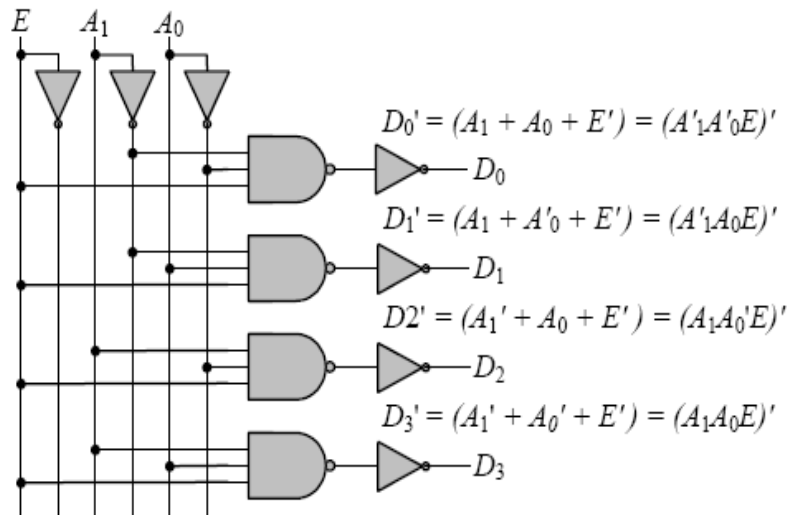 E A₁ A₀
D₀' = (A₁ + A₀ + E') = (A'₁A'₀E)'
D₀
D₁' = (A₁ + A'₀ + E') = (A'₁A₀E)'
D₁
D2' = (A₁' + A₀ + E') = (A₁A₀'E)'
D₂
D₃' = (A₁' + A₀' + E') = (A₁A₀E)'
D₃